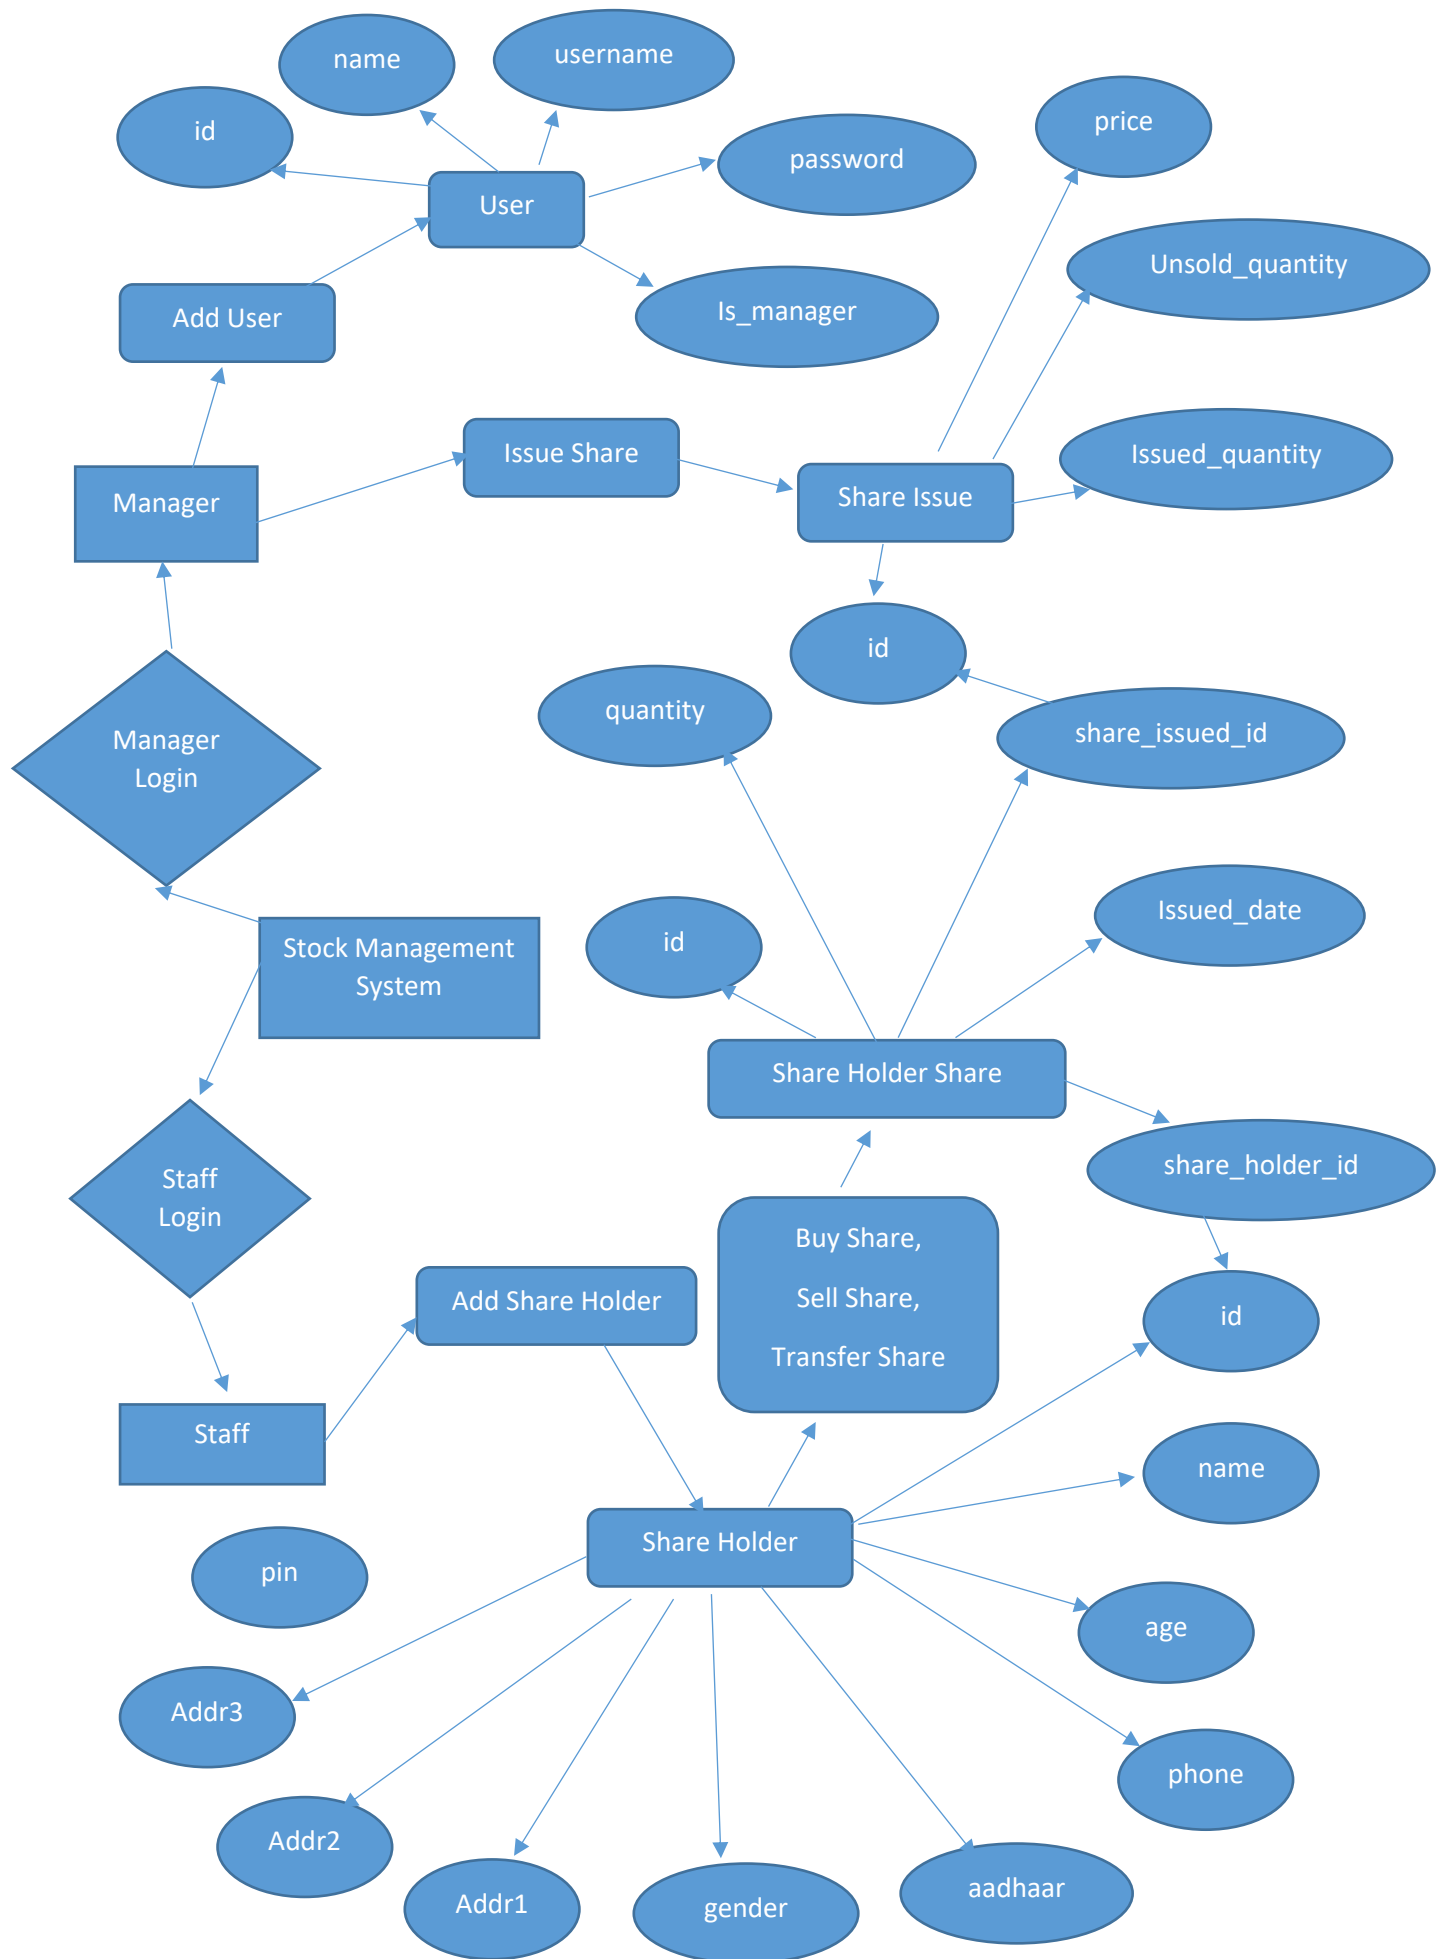 name
username
id
price
password
User
Unsold_quantity
Add User
Is_manager
Issue Share
Issued_quantity
Manager
Share Issue
id
quantity
share_issued_id
Manager
Login
Issued_date
id
Stock Management
System
Share Holder Share
share_holder_id
Staff
Login
Buy Share,
Sell Share,
Transfer Share
Add Share Holder
id
Staff
name
Share Holder
pin
age
Addr3
phone
Addr2
Addr1
gender
aadhaar